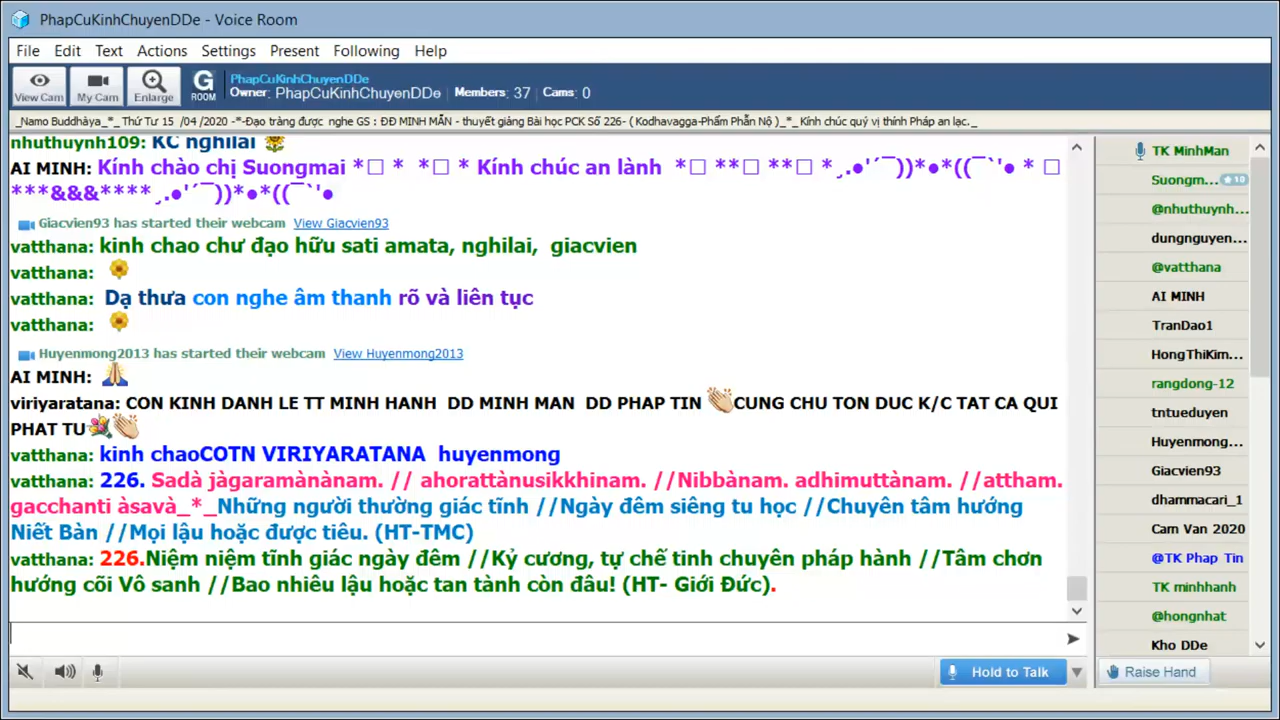 PhapCuKinhChuyenDDe - Voice Room
File Edit Text Actions Settings Present Following Help
View Cam My Cam Enlarge G ROOM
PhapCuKinhChuyenDDe
Owner: PhapCuKinhChuyenDDe Members: 37 Cams: 0
_Namo Buddhàya_*_ Thứ Tư 15 /04 /2020 -*-Đạo tràng được nghe GS : ĐĐ MINH MẪN - thuyết giảng Bài học PCK Số 226- ( Kodhavagga-Phẩm Phẫn Nộ )_*_ Kính chúc quý vị thính Pháp an lạc._
nhuthuynh109: KC nghilai
AI MINH: Kính chào chị Suongmai *□ * *□ * Kính chúc an lành *□ **□ **□ *¸.●'´¯))*●*((¯`'● * □
***&&&****¸.●'´¯))*●*((¯`'●
Giacvien93 has started their webcam View Giacvien93
vatthana: kinh chao chư đạo hữu sati amata, nghilai, giacvien
vatthana:
vatthana: Dạ thưa con nghe âm thanh rõ và liên tục
vatthana:
Huyenmong2013 has started their webcam View Huyenmong2013
AI MINH:
viriyaratana: CON KINH DANH LE TT MINH HANH DD MINH MAN DD PHAP TIN CUNG CHU TON DUC K/C TAT CA QUI
PHAT TU
vatthana: kinh chaoCOTN VIRIYARATANA huyenmong
vatthana: 226. Sadà jàgaramànànam. // ahorattànusikkhinam. //Nibbànam. adhimuttànam. //attham.
gacchanti àsavà_*_Những người thường giác tĩnh //Ngày đêm siêng tu học //Chuyên tâm hướng
Niết Bàn //Mọi lậu hoặc được tiêu. (HT-TMC)
vatthana: 226.Niệm niệm tĩnh giác ngày đêm //Kỷ cương, tự chế tinh chuyên pháp hành //Tâm chơn
hướng cõi Vô sanh //Bao nhiêu lậu hoặc tan tành còn đâu! (HT- Giới Đức).
TK MinhMan
Suongm... 10
@nhuthuynh...
dungnguyen...
@vatthana
AI MINH
TranDao1
HongThiKim...
rangdong-12
tntueduyen
Huyenmong...
Giacvien93
dhammacari_1
Cam Van 2020
@TK Phap Tin
TK minhhanh
@hongnhat
Kho DDe
Hold to Talk
Raise Hand